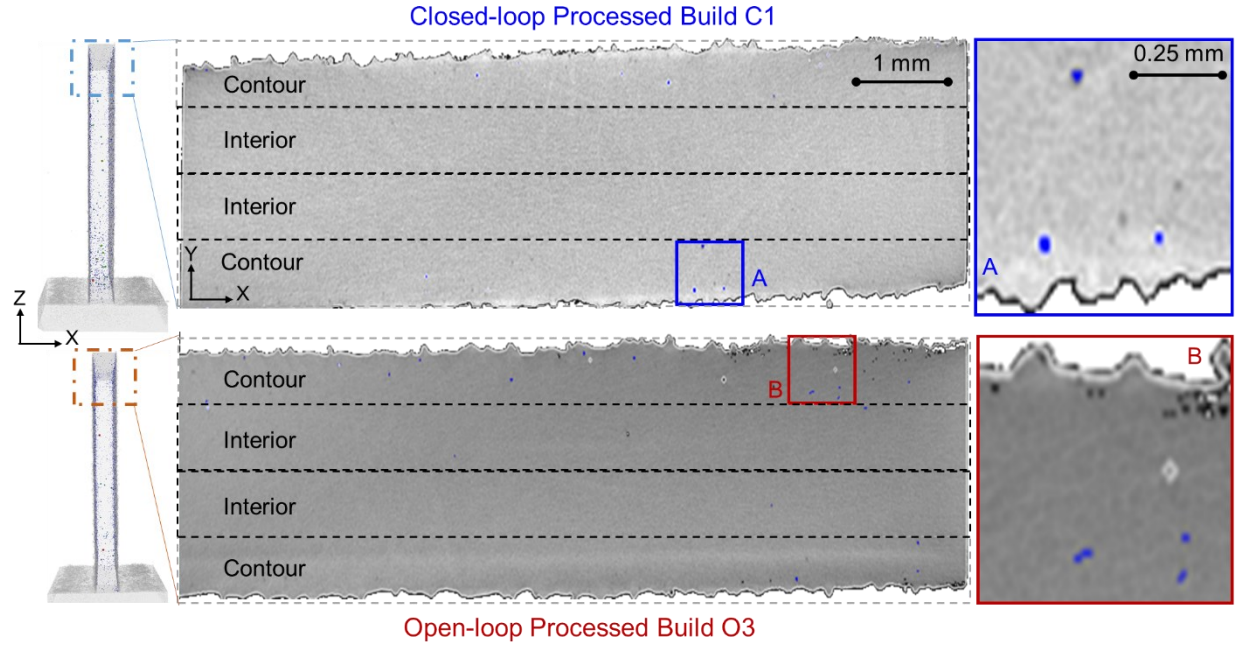 Closed-loop Processed Build C1
Contour
1 mm
0.25 mm
Interior
Interior
Contour
Y
X
A
A
Z
X
Contour
B
B
Interior
Interior
Contour
Open-loop Processed Build O3